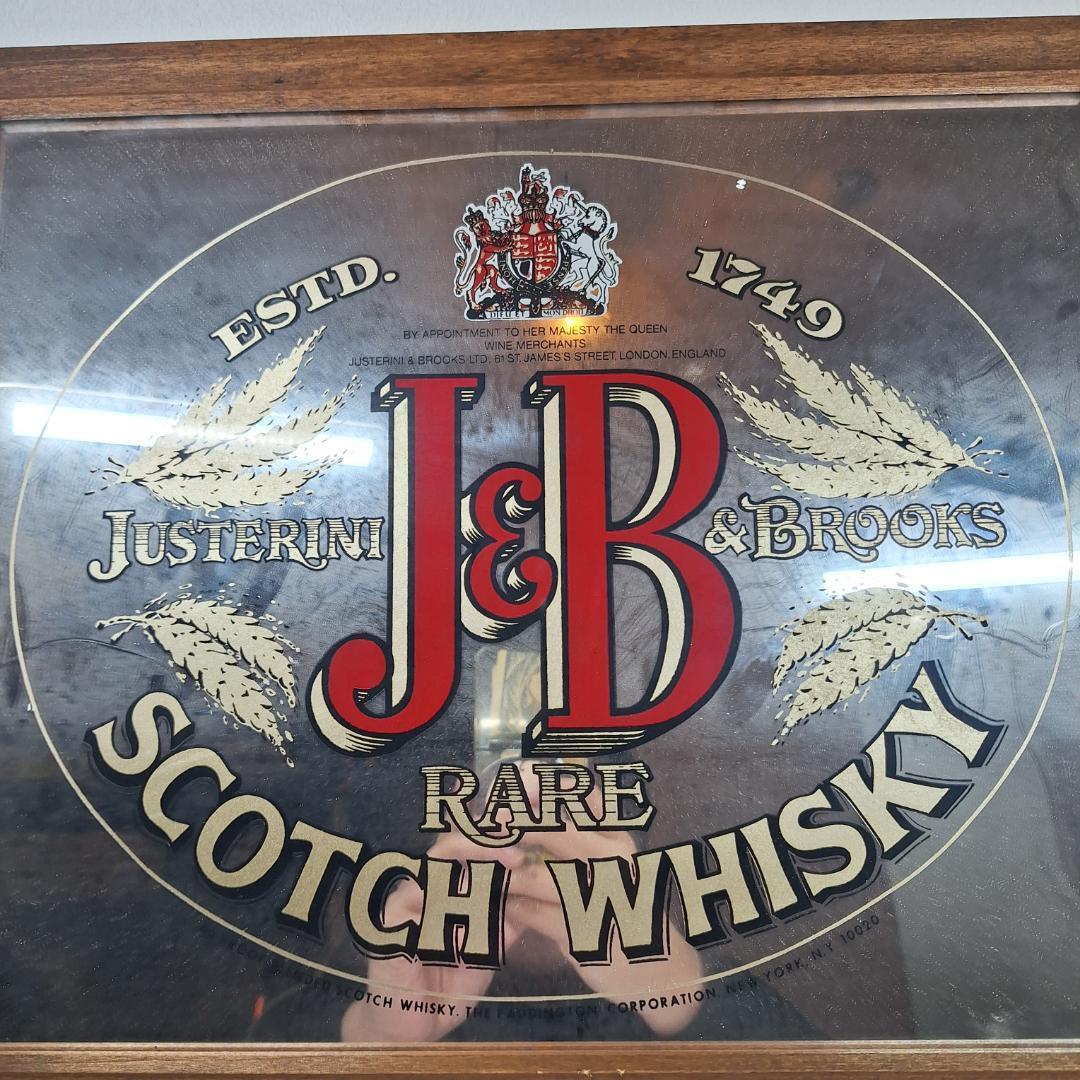 ESTD. 1749
DIEU ET MON DROIT
BY APPOINTMENT TO HER MAJESTY THE QUEEN
WINE MERCHANTS
JUSTERINI & BROOKS LTD. 61 ST. JAMES'S STREET, LONDON, ENGLAND
J&B
JUSTERINI & BROOKS
RARE
SCOTCH WHISKY
SCOTCH WHISKY. THE PADDINGTON CORPORATION, NEW YORK, N.Y. 10020